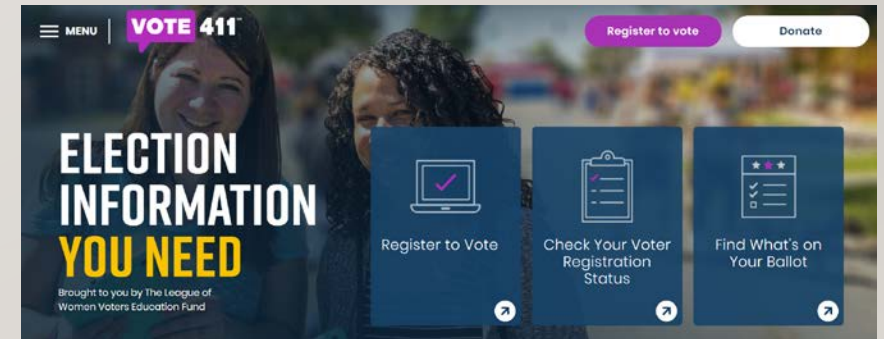 MENU
VOTE 411
Register to vote
Donate
ELECTION
INFORMATION
YOU NEED
Brought to you by The League of
Women Voters Education Fund
Register to Vote
Check Your Voter
Registration
Status
Find What's on
Your Ballot